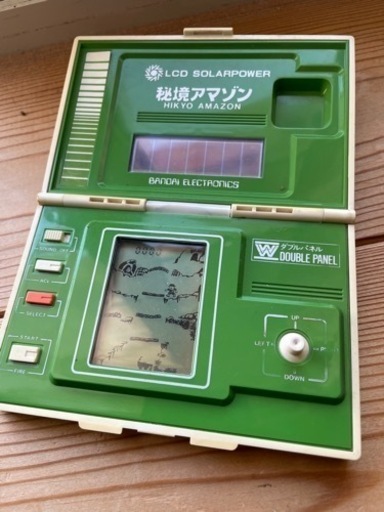 LCD SOLARPOWER
秘境アマゾン
HIKYO AMAZON
BANDAI ELECTRONICS
W ダブルパネル
DOUBLE PANEL
ACL
SELECT
START
FIRE
UP
LEFT
DOWN